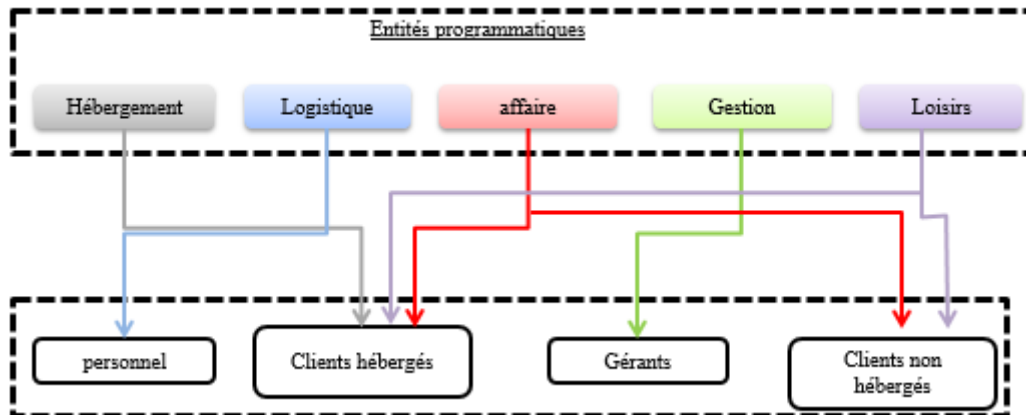 Entités programmatiques
Hébergement
Logistique
affaire
Gestion
Loisirs
personnel
Clients hébergés
Gérants
Clients non
hébergés